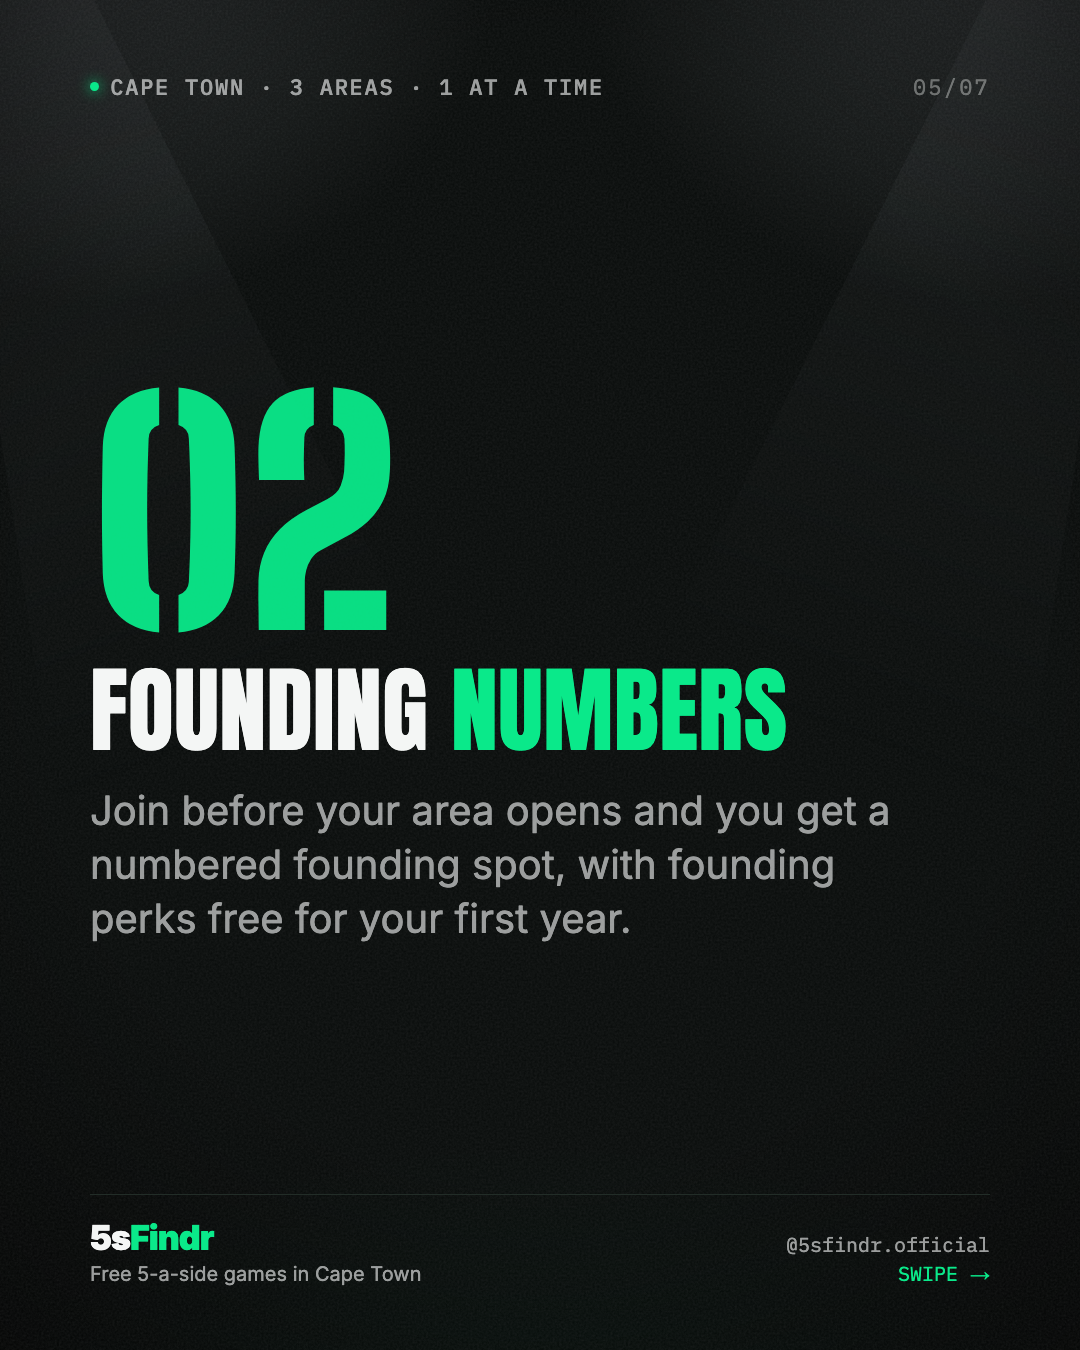 CAPE TOWN · 3 AREAS · 1 AT A TIME
05/07
02
FOUNDING NUMBERS
Join before your area opens and you get a
numbered founding spot, with founding
perks free for your first year.
5sFindr
Free 5-a-side games in Cape Town
@5sfindr.official
SWIPE →